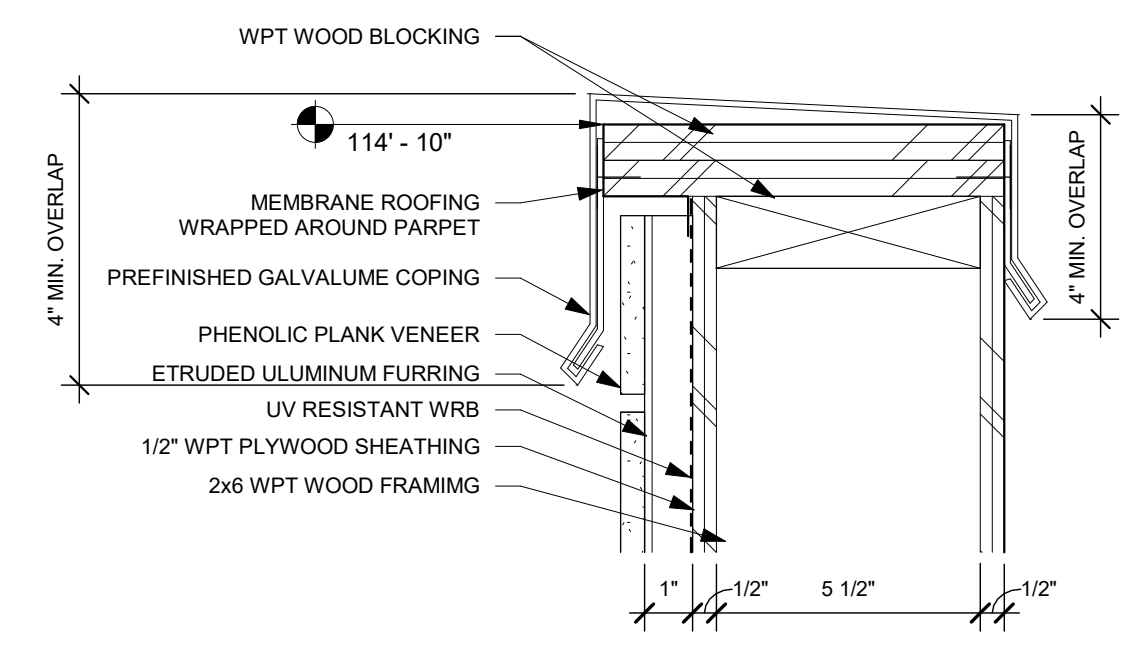 WPT WOOD BLOCKING
114' - 10"
4" MIN. OVERLAP
4" MIN. OVERLAP
MEMBRANE ROOFING
WRAPPED AROUND PARPET
PREFINISHED GALVALUME COPING
PHENOLIC PLANK VENEER
ETRUDED ULUMINUM FURRING
UV RESISTANT WRB
1/2" WPT PLYWOOD SHEATHING
2x6 WPT WOOD FRAMIMG
1" 1/2" 5 1/2" 1/2"